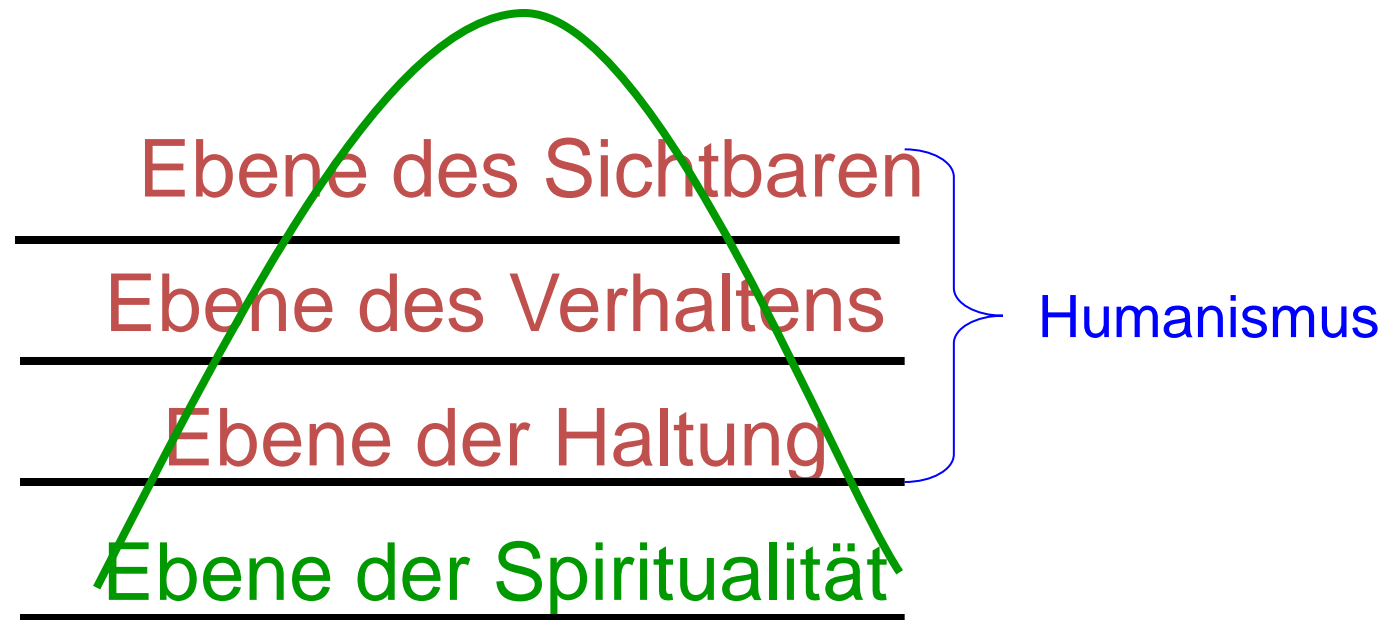 Ebene des Sichtbaren
Ebene des Verhaltens
Humanismus
Ebene der Haltung
Ebene der Spiritualität